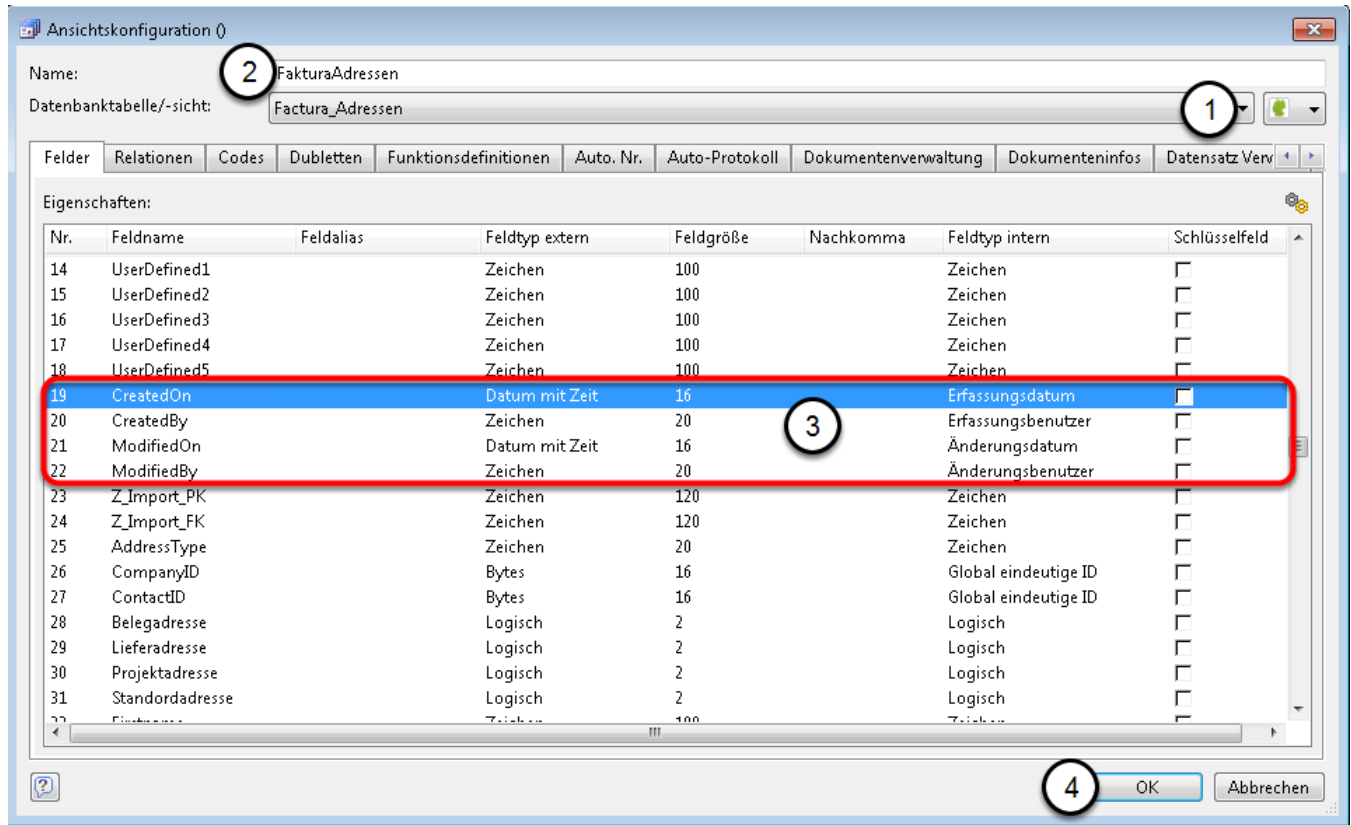 Ansichtskonfiguration ()
Name: 2 FakturaAdressen
Datenbanktabelle/-sicht: Factura_Adressen 1
Felder Relationen Codes Dubletten Funktionsdefinitionen Auto. Nr. Auto-Protokoll Dokumentenverwaltung Dokumenteninfos Datensatz Verw
Eigenschaften:
Nr. Feldname Feldalias Feldtyp extern Feldgröße Nachkomma Feldtyp intern Schlüsselfeld
14 UserDefined1 Zeichen 100 Zeichen
15 UserDefined2 Zeichen 100 Zeichen
16 UserDefined3 Zeichen 100 Zeichen
17 UserDefined4 Zeichen 100 Zeichen
18 UserDefined5 Zeichen 100 Zeichen
19 CreatedOn Datum mit Zeit 16 Erfassungsdatum
20 CreatedBy Zeichen 20 3 Erfassungsbenutzer
21 ModifiedOn Datum mit Zeit 16 Änderungsdatum
22 ModifiedBy Zeichen 20 Änderungsbenutzer
23 Z_Import_PK Zeichen 120 Zeichen
24 Z_Import_FK Zeichen 120 Zeichen
25 AddressType Zeichen 20 Zeichen
26 CompanyID Bytes 16 Global eindeutige ID
27 ContactID Bytes 16 Global eindeutige ID
28 Belegadresse Logisch 2 Logisch
29 Lieferadresse Logisch 2 Logisch
30 Projektadresse Logisch 2 Logisch
31 Standordadresse Logisch 2 Logisch
4 OK Abbrechen